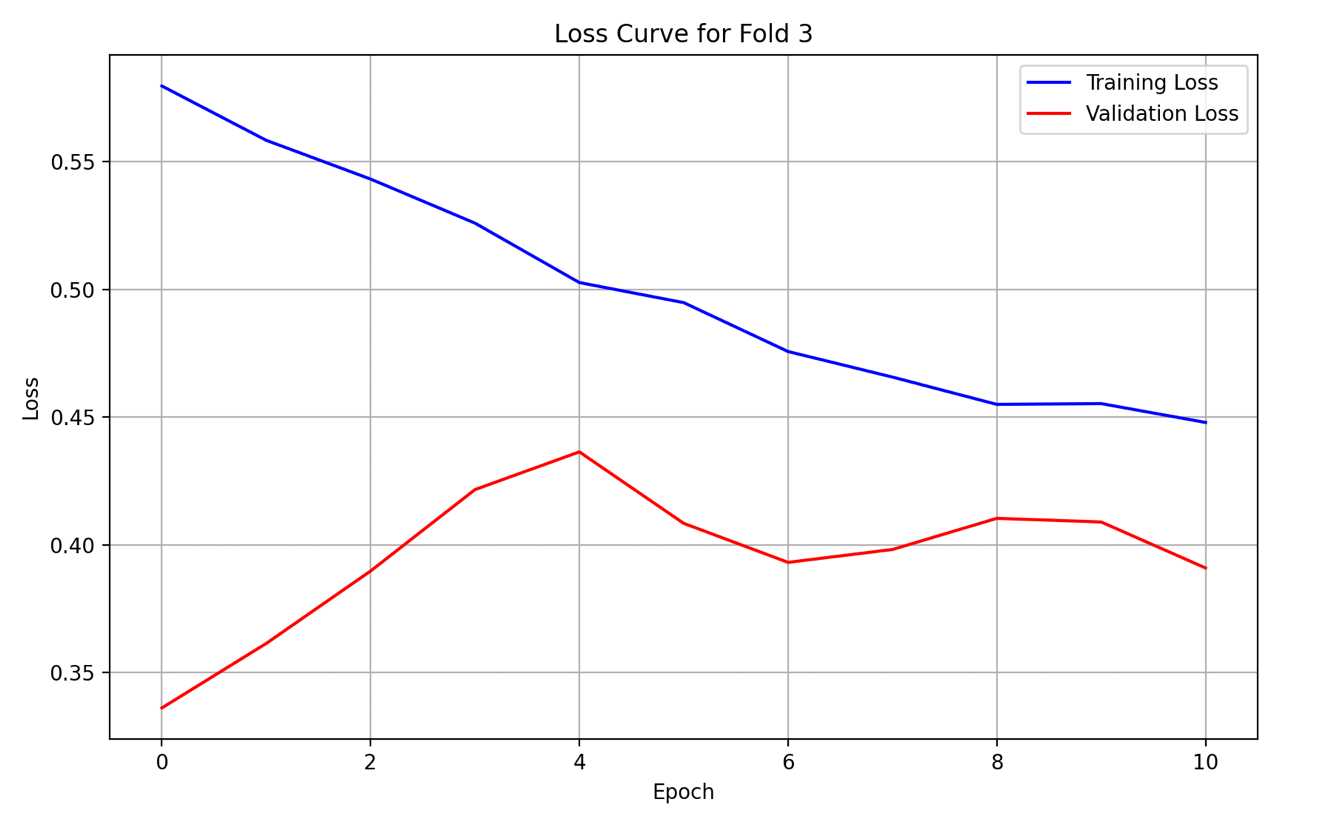 Loss Curve for Fold 3
Training Loss
Validation Loss
0.55
0.50
0.45
0.40
0.35
Loss
0 2 4 6 8 10
Epoch